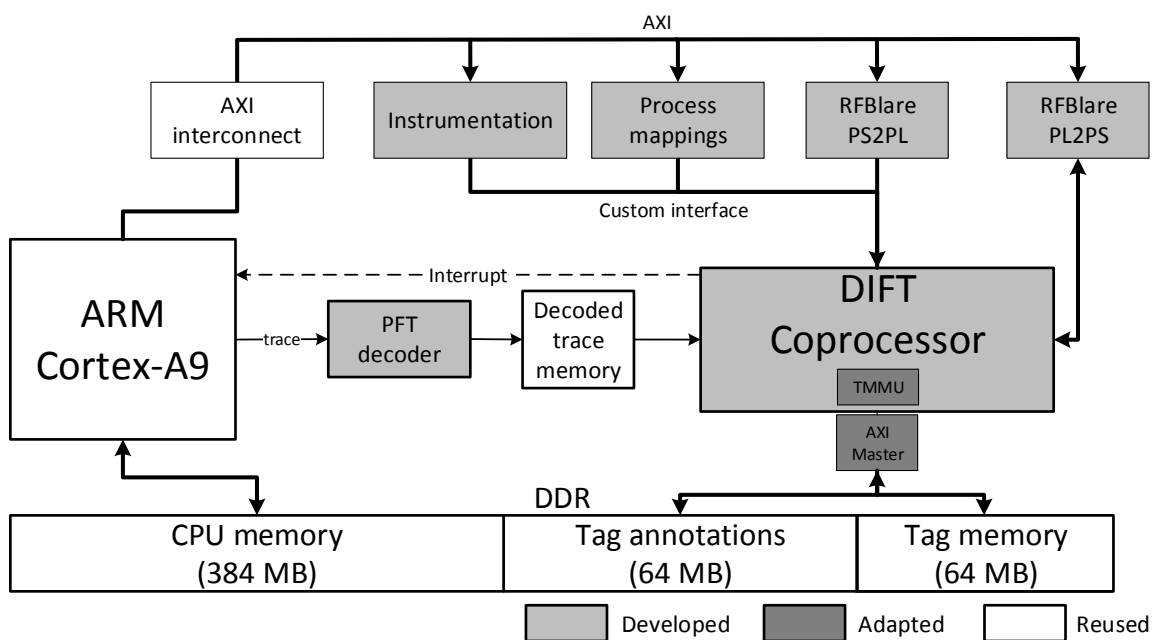 AXI
AXI
interconnect
Instrumentation
Process
mappings
RFBlare
PS2PL
RFBlare
PL2PS
Custom interface
ARM
Cortex-A9
Interrupt
trace
PFT
decoder
Decoded
trace
memory
DIFT
Coprocessor
TMMU
AXI
Master
DDR
CPU memory
(384 MB)
Tag annotations
(64 MB)
Tag memory
(64 MB)
Developed
Adapted
Reused